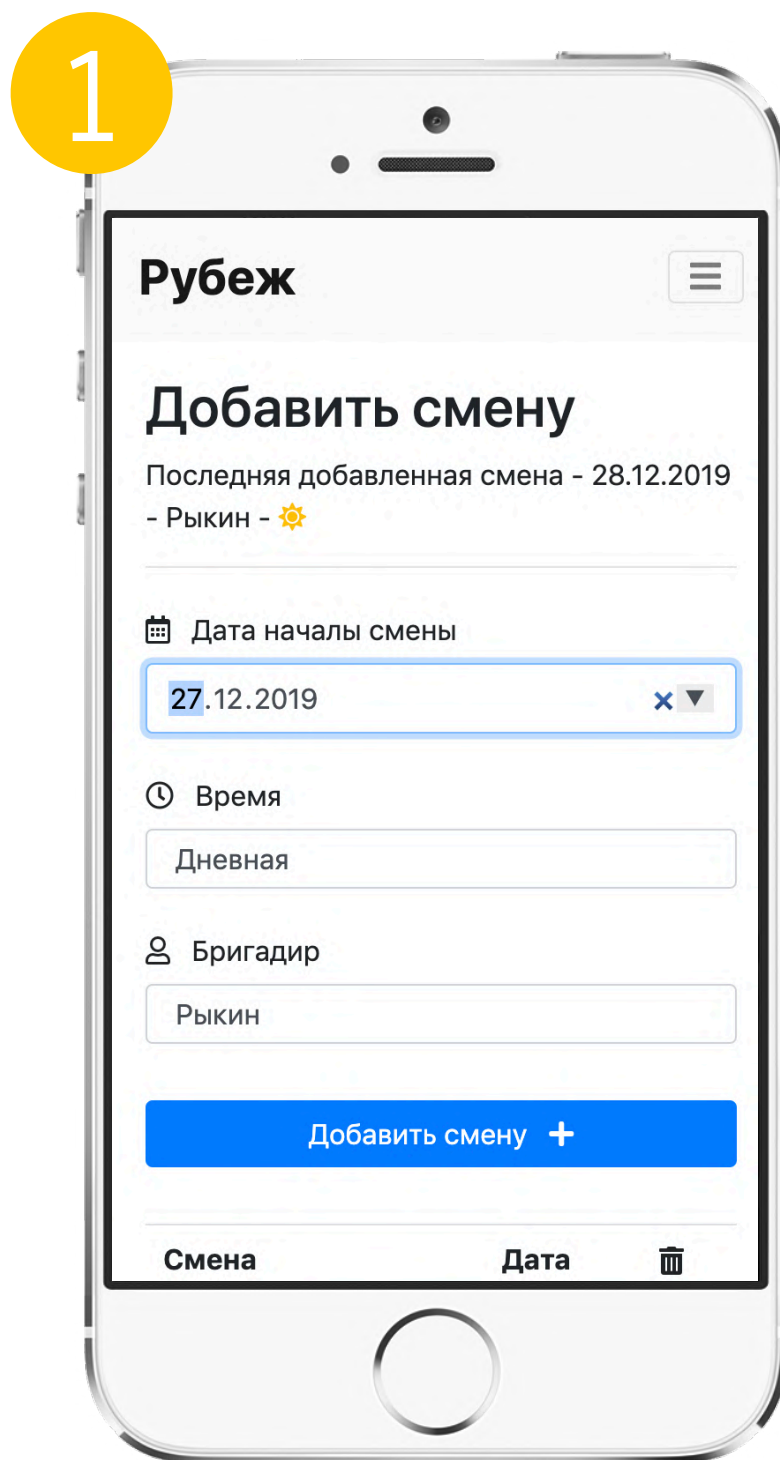 1
Рубеж
Добавить смену
Последняя добавленная смена - 28.12.2019
- Рыкин -
Дата началы смены
27.12.2019
Время
Дневная
Бригадир
Рыкин
Добавить смену +
Смена Дата